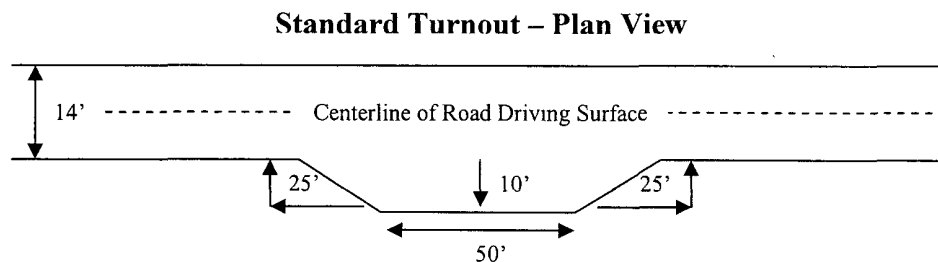 Standard Turnout – Plan View
14’
Centerline of Road Driving Surface
25’
10’
25’
50’